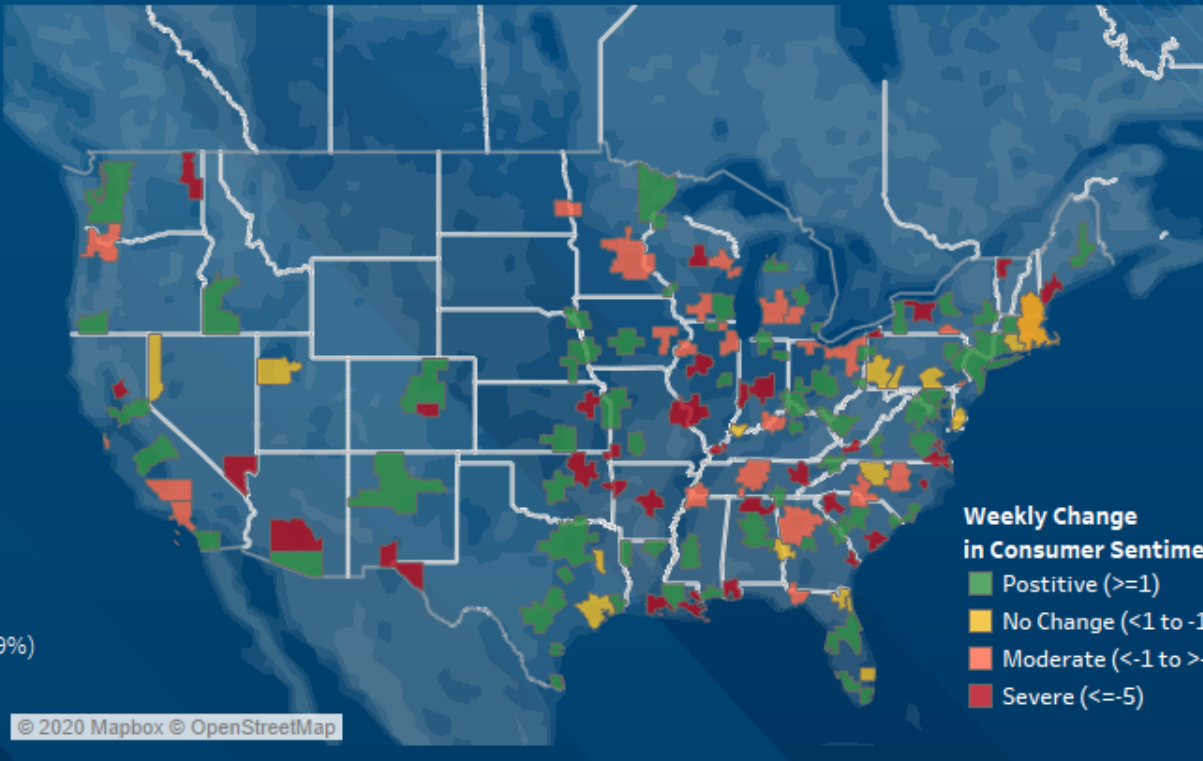 Weekly Change
in Consumer Sentime
Postitive (>=1)
No Change (<1 to -1
Moderate (<-1 to >-
Severe (<=-5)
9%)
© 2020 Mapbox © OpenStreetMap